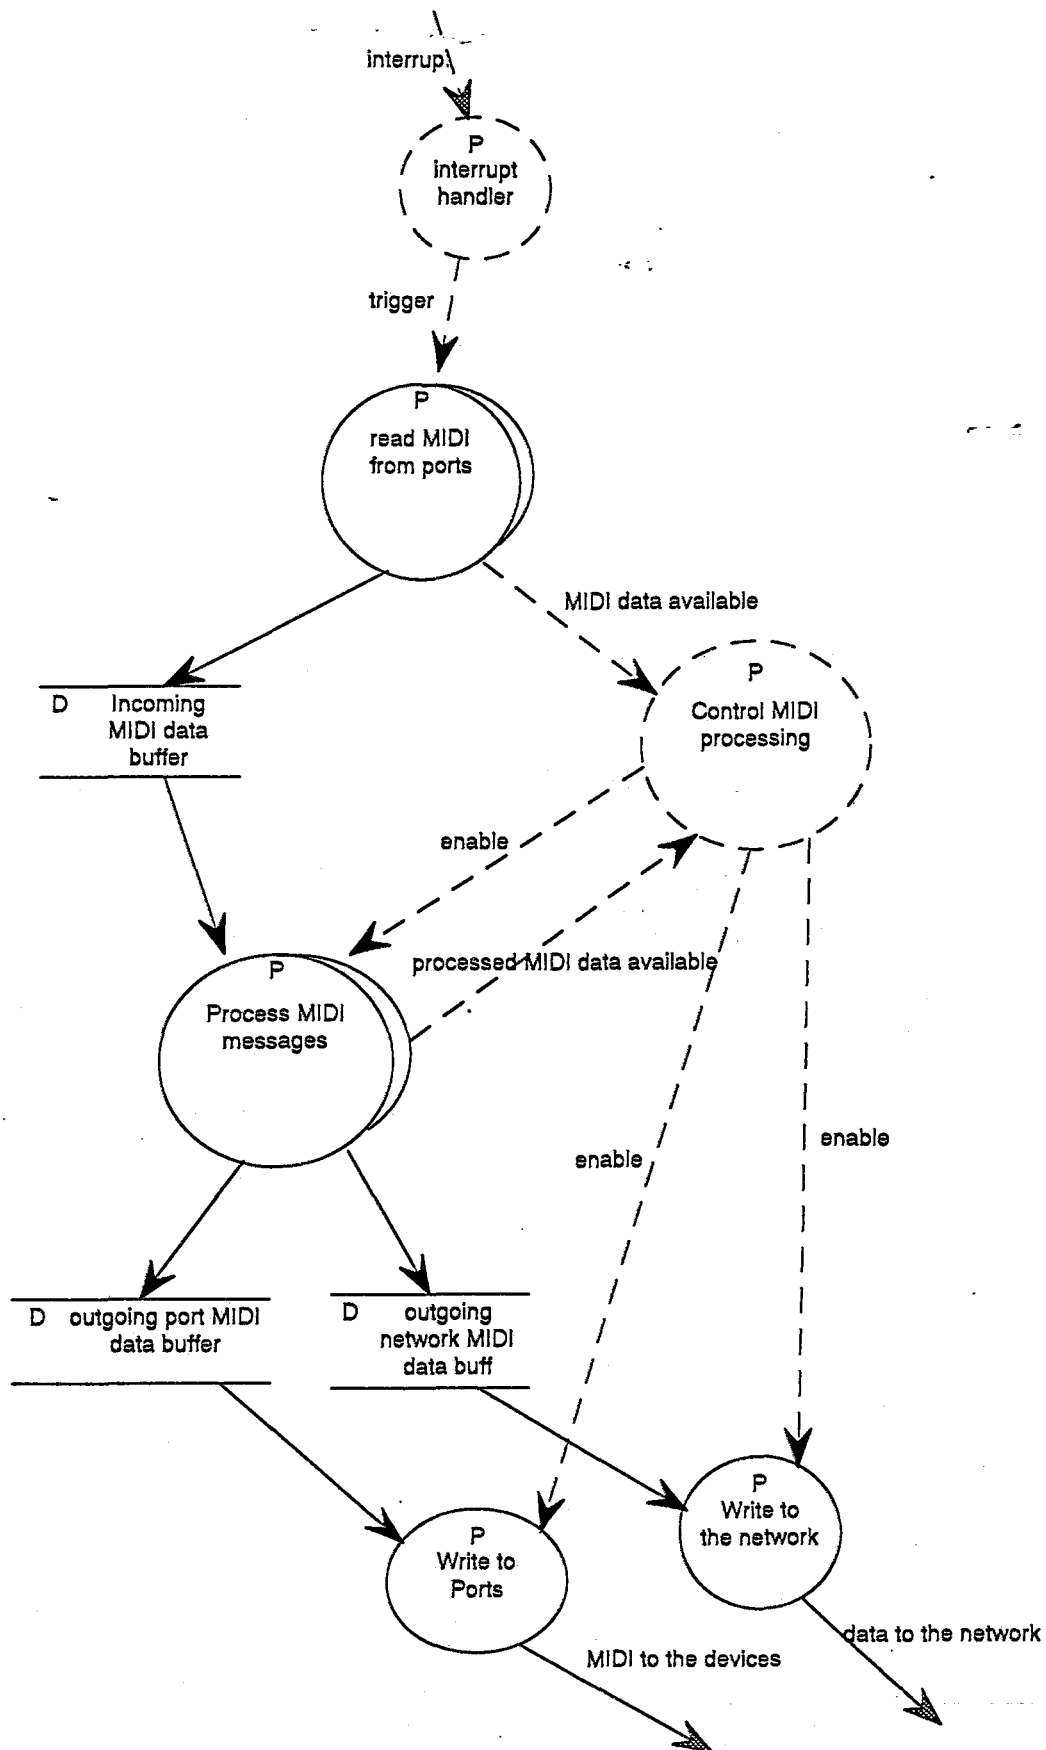 interrupt
P
interrupt
handler
trigger
P
read MIDI
from ports
MIDI data available
P
Control MIDI
processing
D Incoming
MIDI data
buffer
enable
processed MIDI data available
P
Process MIDI
messages
enable
enable
D outgoing port MIDI
data buffer
D outgoing
network MIDI
data buff
P
Write to
the network
P
Write to
Ports
data to the network
MIDI to the devices